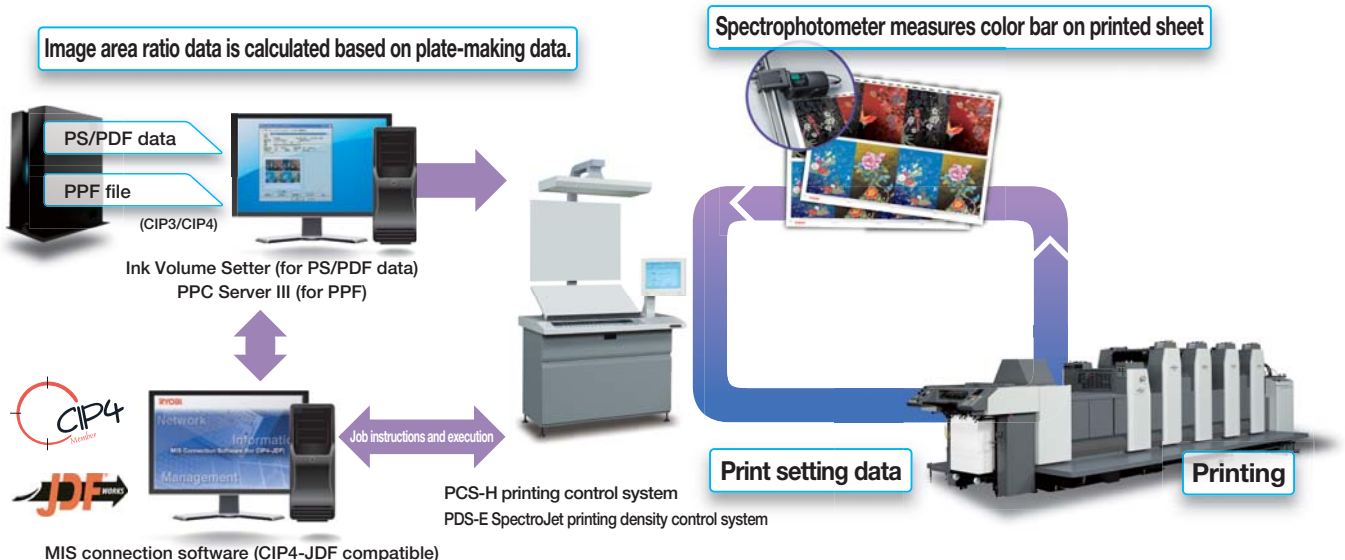 Image area ratio data is calculated based on plate-making data.
Spectrophotometer measures color bar on printed sheet
PS/PDF data
PPF file
(CIP3/CIP4)
Ink Volume Setter (for PS/PDF data)
PPC Server III (for PPF)
CIP4
Member
JDF WORKS
RYOBI
Network
Informatic
MIS Connection Software (for CIP4-JDF)
Management
Job instructions and execution
MIS connection software (CIP4-JDF compatible)
PCS-H printing control system
PDS-E SpectroJet printing density control system
Print setting data
Printing